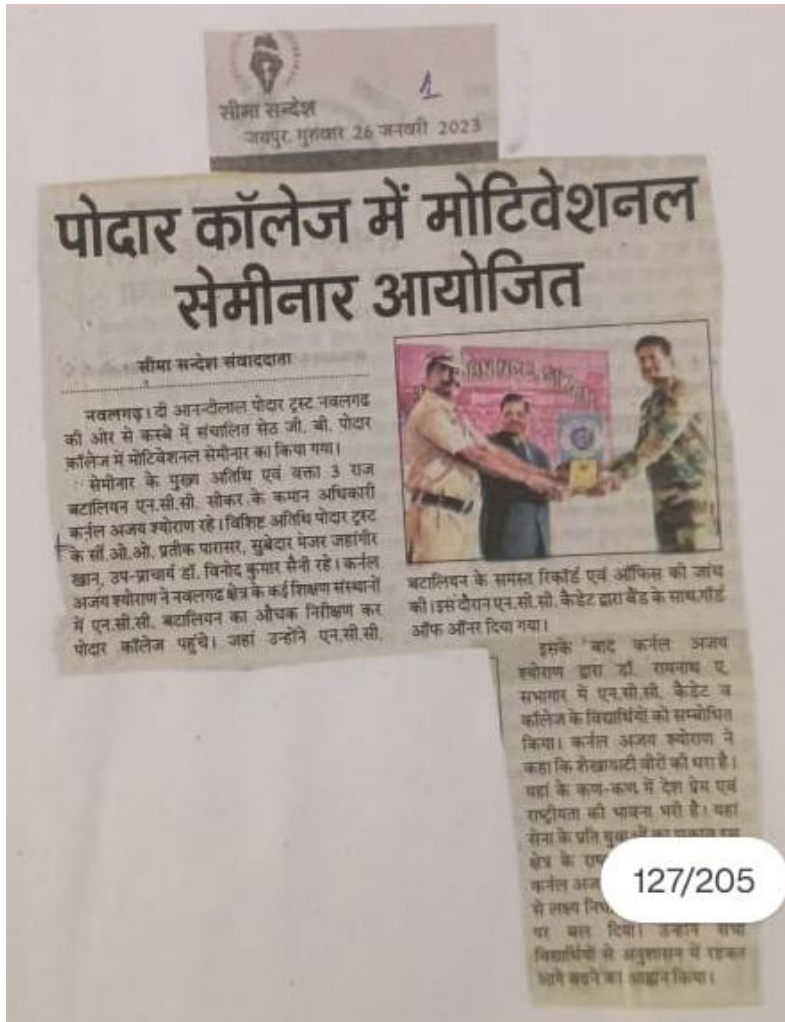 सीमा सन्देश
1
जयपुर, गुरुवार 26 जनवरी 2023
पोदार कॉलेज में मोटिवेशनल
सेमीनार आयोजित
सीमा सन्देश संवाददाता
नवलगढ़। दी आनन्दीलाल पोदार ट्रस्ट नवलगढ
की ओर से कस्बे में संचालित सेठ जी. बी. पोदार
कॉलेज में मोटिवेशनल सेमीनार का किया गया।
सेमीनार के मुख्य अतिथि एवं वक्ता 3 राज
बटालियन एन.सी.सी. सीकर के कमान अधिकारी
कर्नल अजय श्योराण रहे। विशिष्ट अतिथि पोदार ट्रस्ट
के सी.ओ.ओ. प्रतीक पारासर, सुबेदार मेजर जहांगीर
खान, उप-प्राचार्य डॉ. विनोद कुमार सैनी रहे। कर्नल
अजय श्योराण ने नवलगढ क्षेत्र के कई शिक्षण संस्थानों
में एन.सी.सी. बटालियन का औचक निरीक्षण कर
पोदार कॉलेज पहुंचे। जहां उन्होंने एन.सी.सी.
बटालियन के समस्त रिकॉर्ड एवं ऑफिस की जांच
की। इस दौरान एन.सी.सी. कैडेट द्वारा बैंड के साथ गॉर्ड
ऑफ ऑनर दिया गया।
इसके बाद कर्नल अजय
श्योराण द्वारा डॉ. रामनाथ ए.
सभागार में एन.सी.सी. कैडेट व
कॉलेज के विद्यार्थियों को सम्बोधित
किया। कर्नल अजय श्योराण ने
कहा कि शेखावाटी वीरों की धरा है।
यहां के कण-कण में देश प्रेम एवं
राष्ट्रीयता की भावना भरी है। यहां
सेना के प्रति
क्षेत्र के
कर्नल
से लक्ष्य
पर बल दिया। उन्होंने सभी
विद्यार्थियों से अनुशासन में रहकर
आगे बढने का आह्वान किया।
127/205